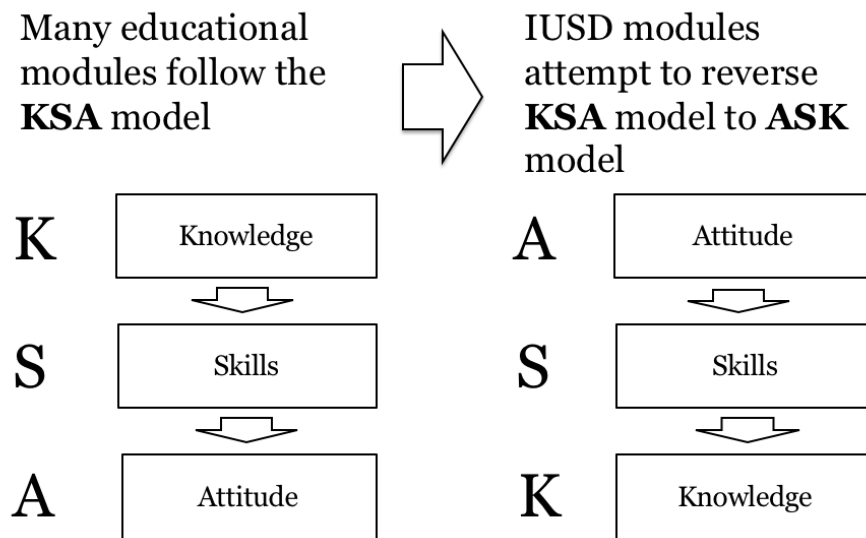 Many educational
modules follow the
KSA model
IUSD modules
attempt to reverse
KSA model to ASK
model
K
Knowledge
S
Skills
A
Attitude
A
Attitude
S
Skills
K
Knowledge